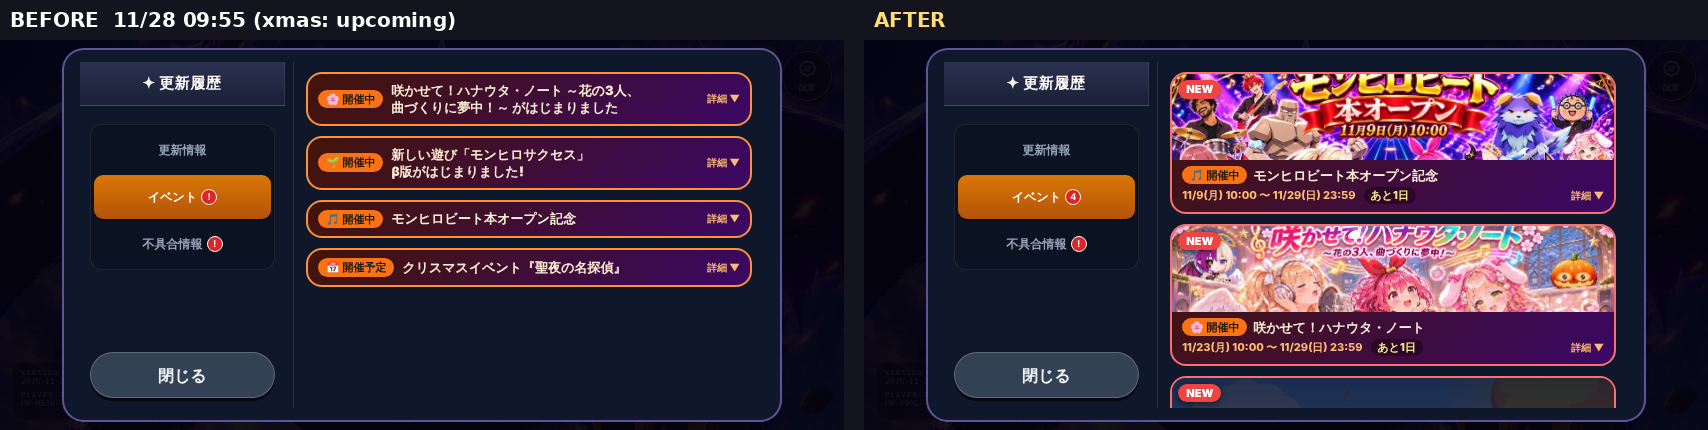 BEFORE 11/28 09:55 (xmas: upcoming)
✦ 更新履歴
更新情報
イベント !
不具合情報 !
閉じる
🌸 開催中 咲かせて！ハナウタ・ノート ～花の3人、
曲づくりに夢中！～ がはじまりました
詳細 ▼
🌱 開催中 新しい遊び「モンヒロサクセス」
β版がはじまりました!
詳細 ▼
🎵 開催中 モンヒロビート本オープン記念 詳細 ▼
📅 開催予定 クリスマスイベント『聖夜の名探偵』 詳細 ▼
AFTER
✦ 更新履歴
更新情報
イベント 4
不具合情報 !
閉じる
NEW
モンヒロビート
本オープン
11月9日(月) 10:00
🎵 開催中 モンヒロビート本オープン記念
11/9(月) 10:00 〜 11/29(日) 23:59 あと1日 詳細 ▼
NEW
咲かせて！ハナウタ・ノート
～花の3人、曲づくりに夢中！～
🌸 開催中 咲かせて！ハナウタ・ノート
11/23(月) 10:00 〜 11/29(日) 23:59 あと1日 詳細 ▼
NEW